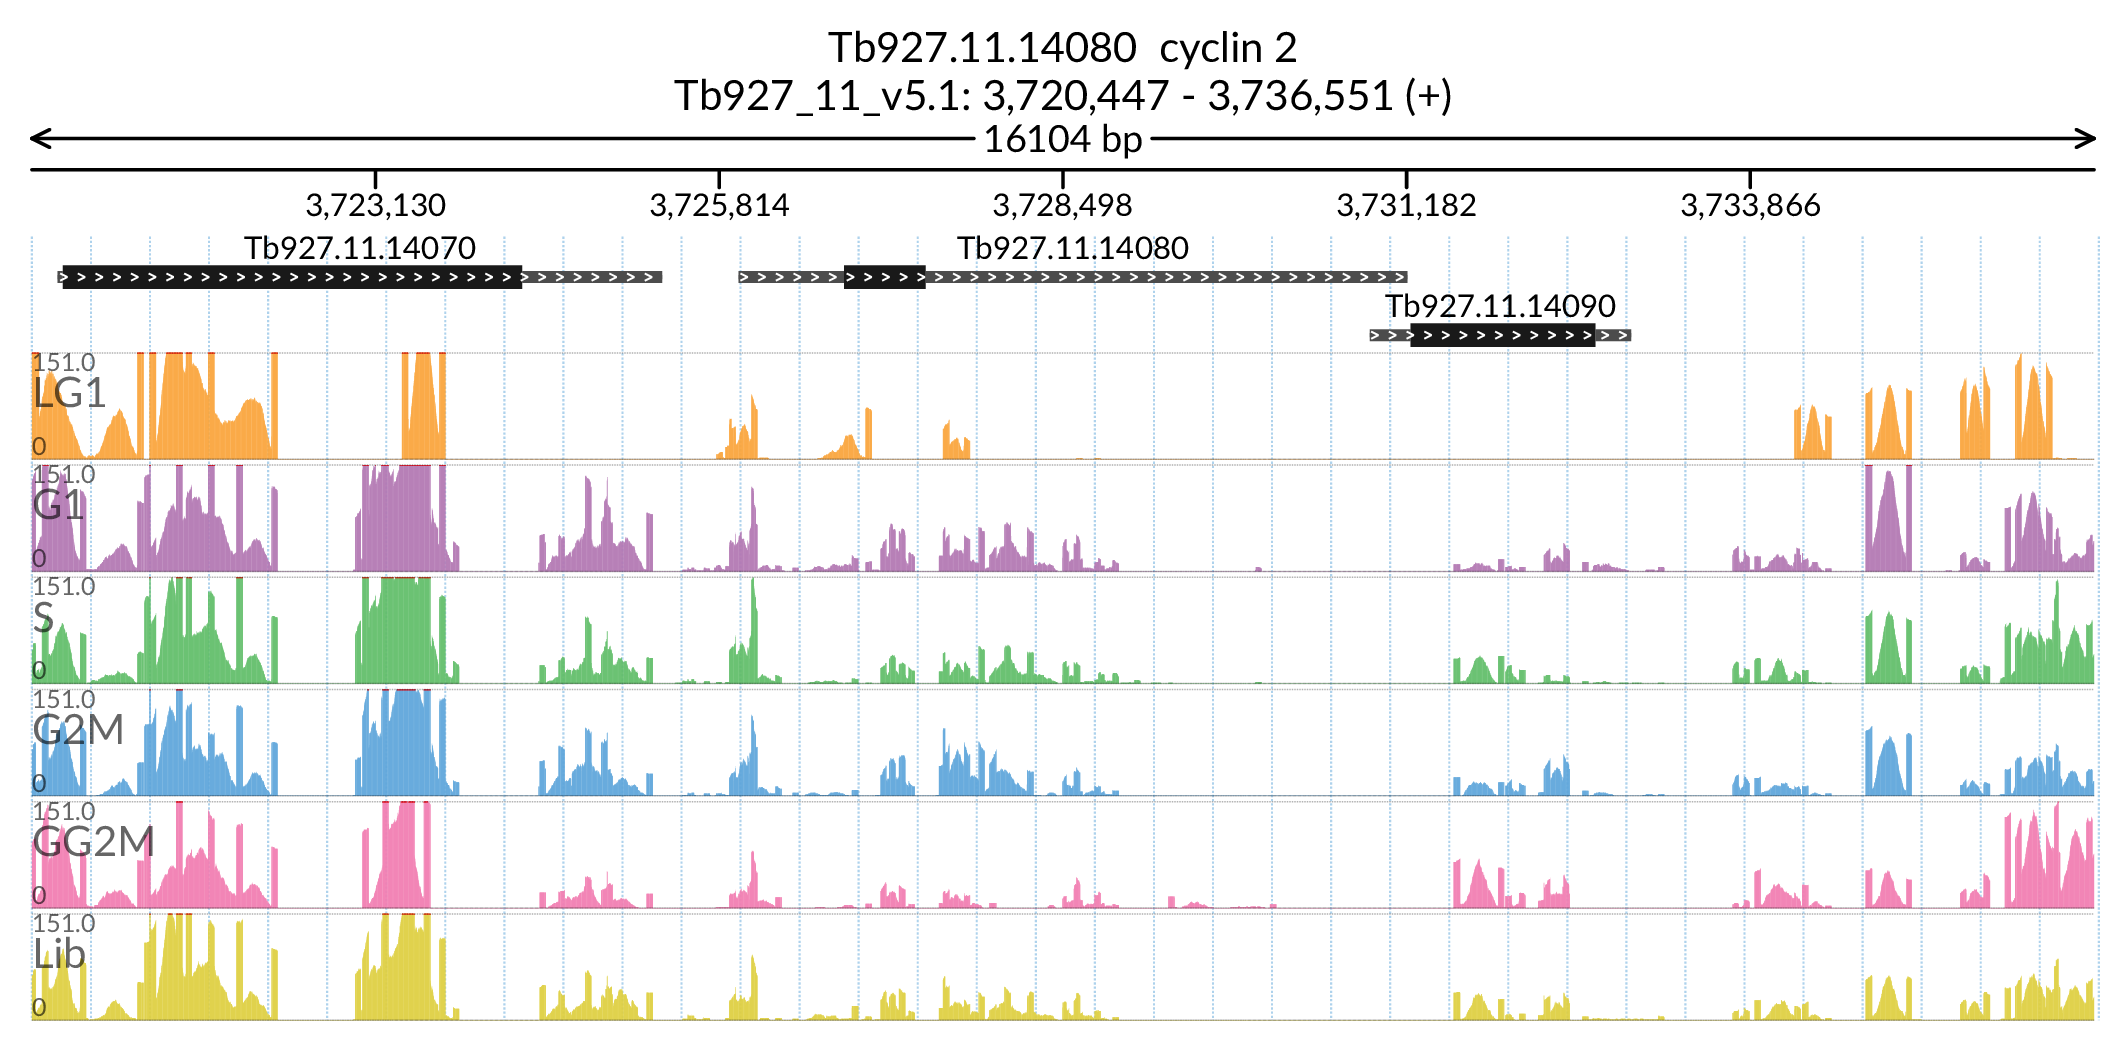 Tb927.11.14080  cyclin 2
Tb927_11_v5.1: 3,720,447 - 3,736,551 (+)
16104 bp
3,723,130 3,725,814 3,728,498 3,731,182 3,733,866
Tb927.11.14070 Tb927.11.14080
Tb927.11.14090
151.0
LG1
0
151.0
G1
0
151.0
S
0
151.0
G2M
0
151.0
GG2M
0
151.0
Lib
0